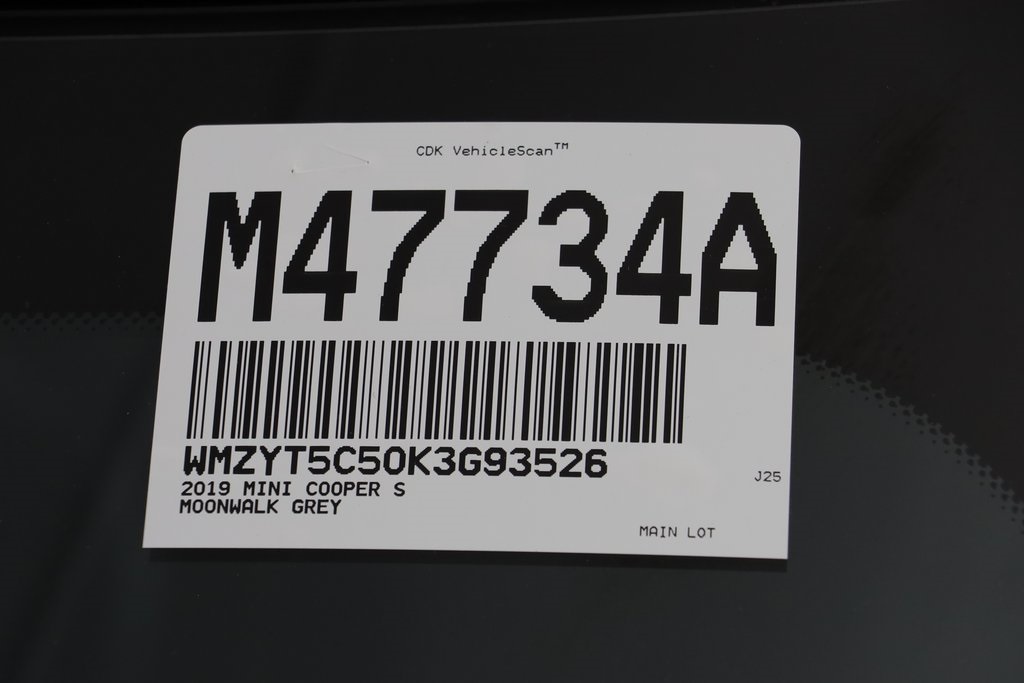 CDK VehicleScan™
M47734A
WMZYT5C50K3G93526
2019 MINI COOPER S
J25
MOONWALK GREY
MAIN LOT